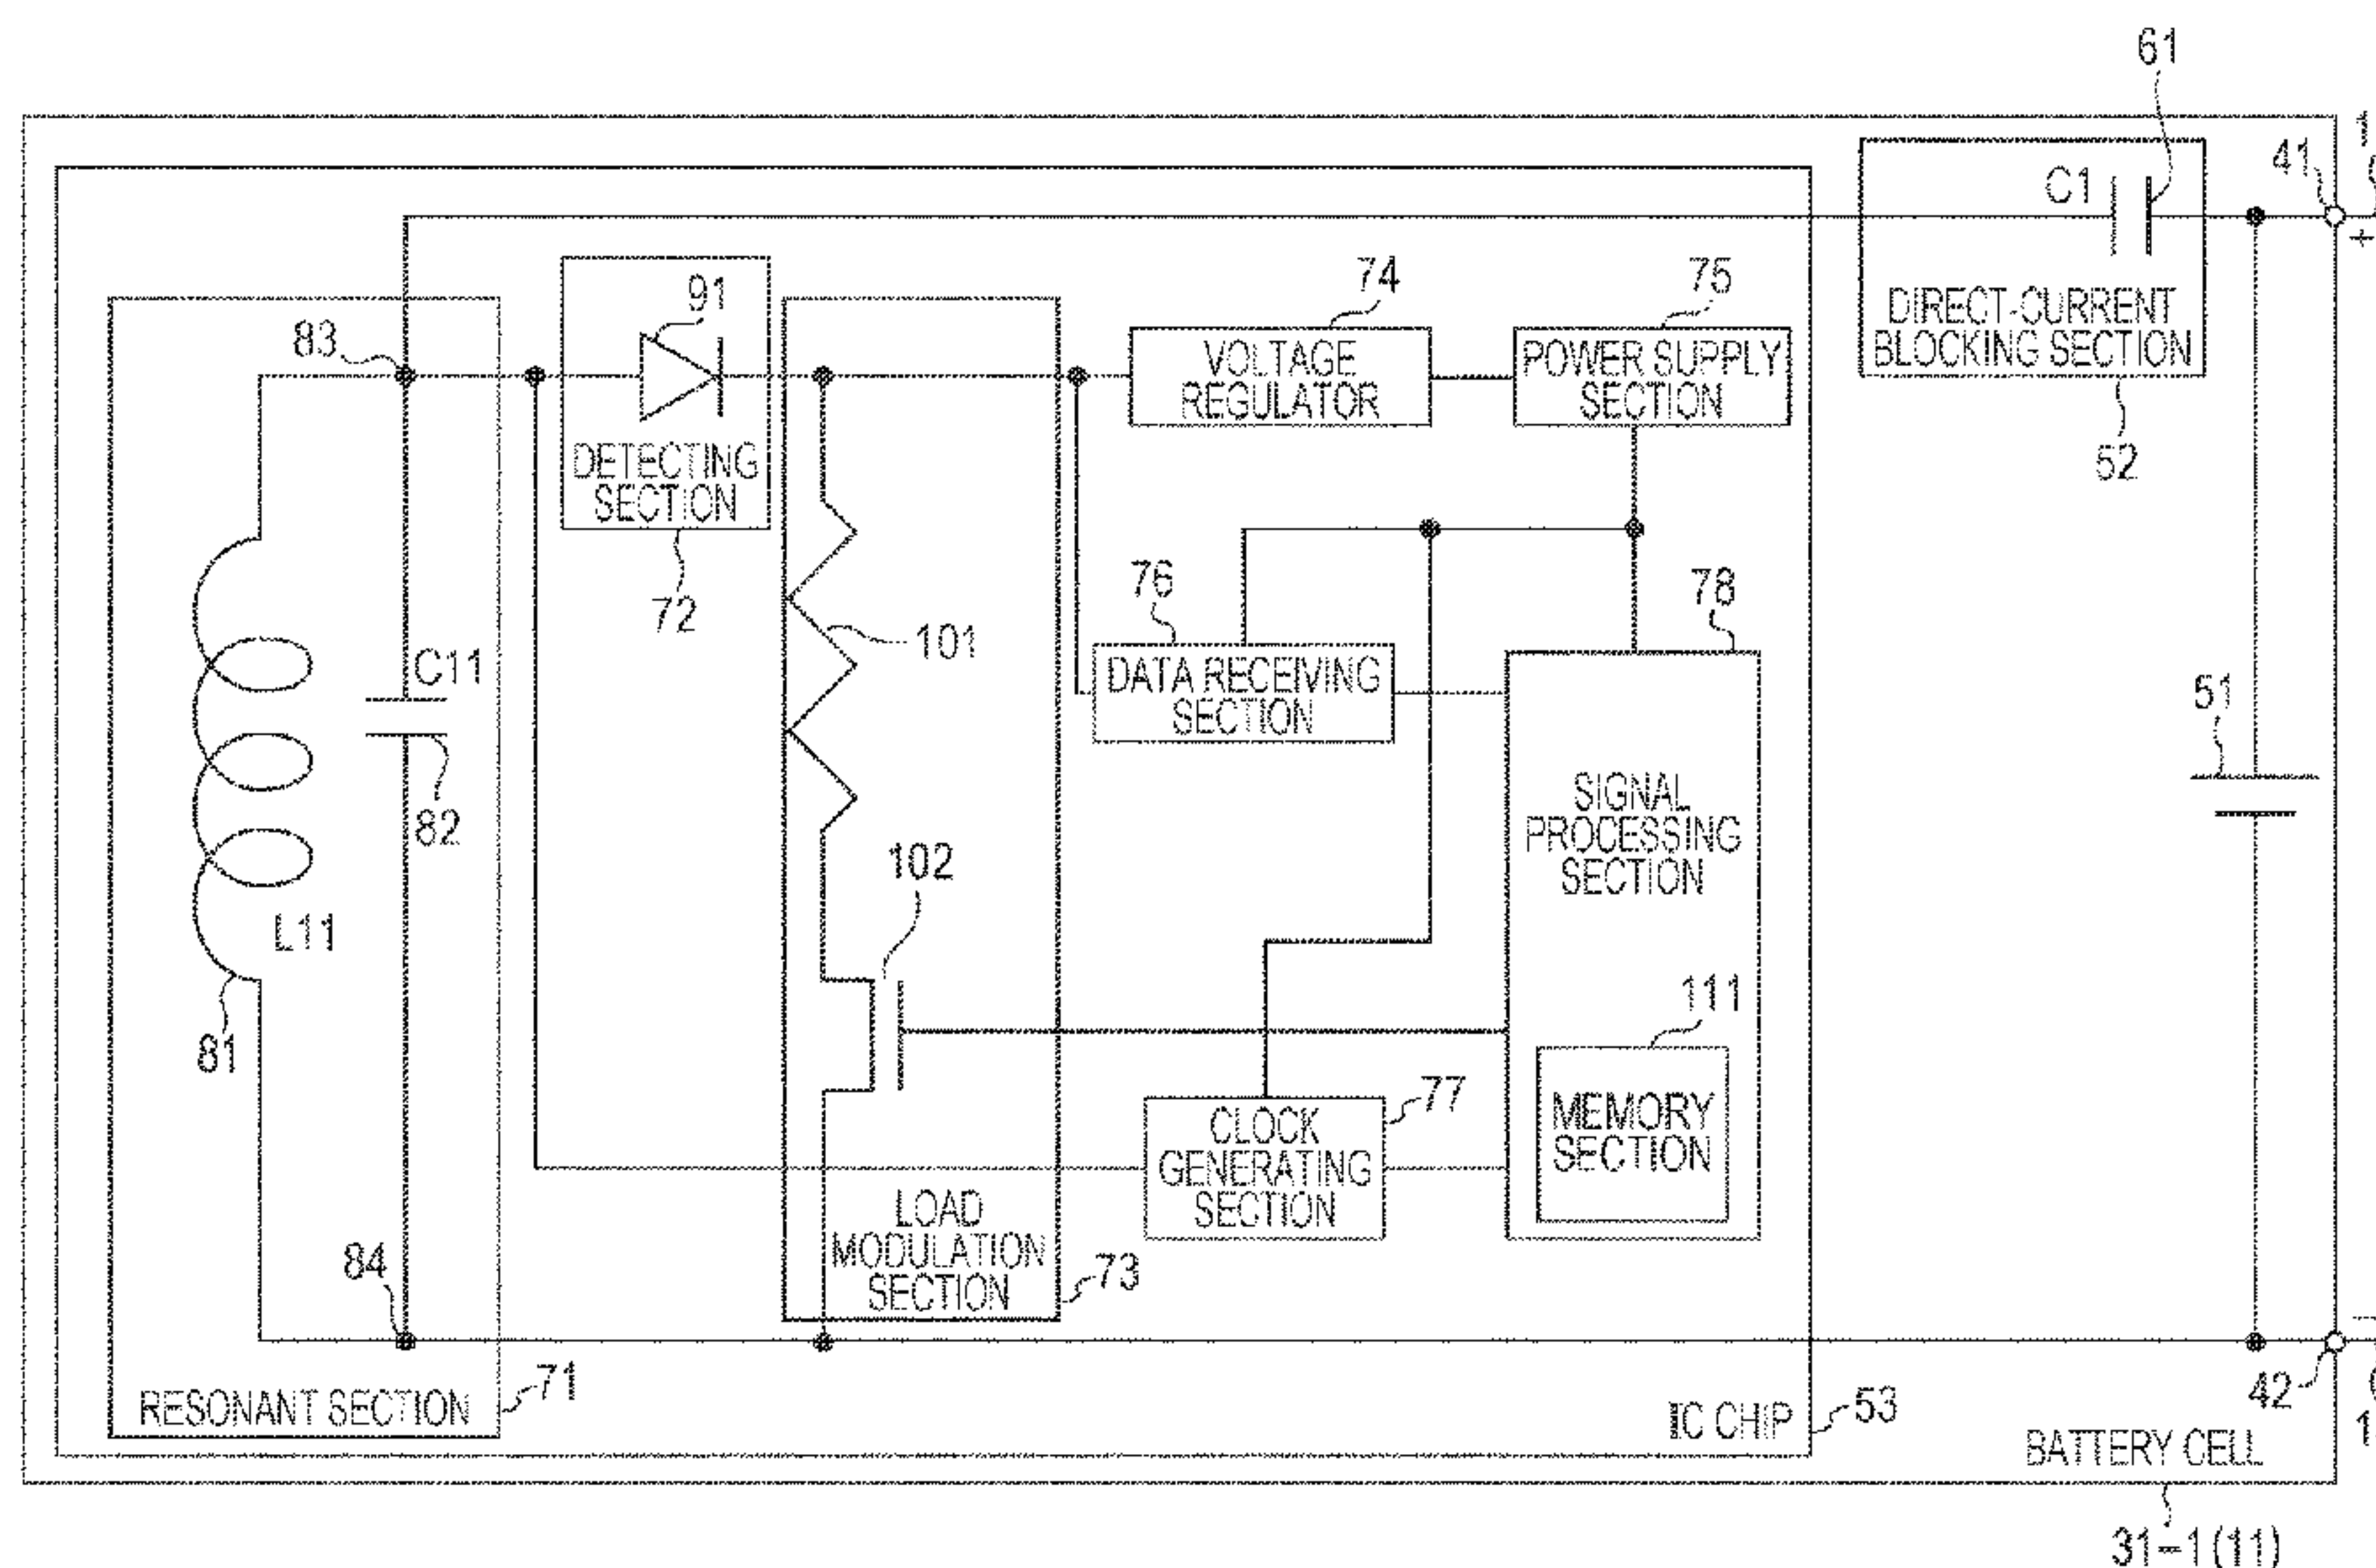 61
41
C1
+
DIRECT-CURRENT
BLOCKING SECTION
52
83
91
DETECTING
SECTION
72
74
VOLTAGE
REGULATOR
75
POWER SUPPLY
SECTION
76
DATA RECEIVING
SECTION
78
SIGNAL
PROCESSING
SECTION
111
MEMORY
SECTION
51
101
102
C11
82
L11
81
77
CLOCK
GENERATING
SECTION
LOAD
MODULATION
SECTION
73
84
RESONANT SECTION
71
IC CHIP
53
42
BATTERY CELL
31-1(11)